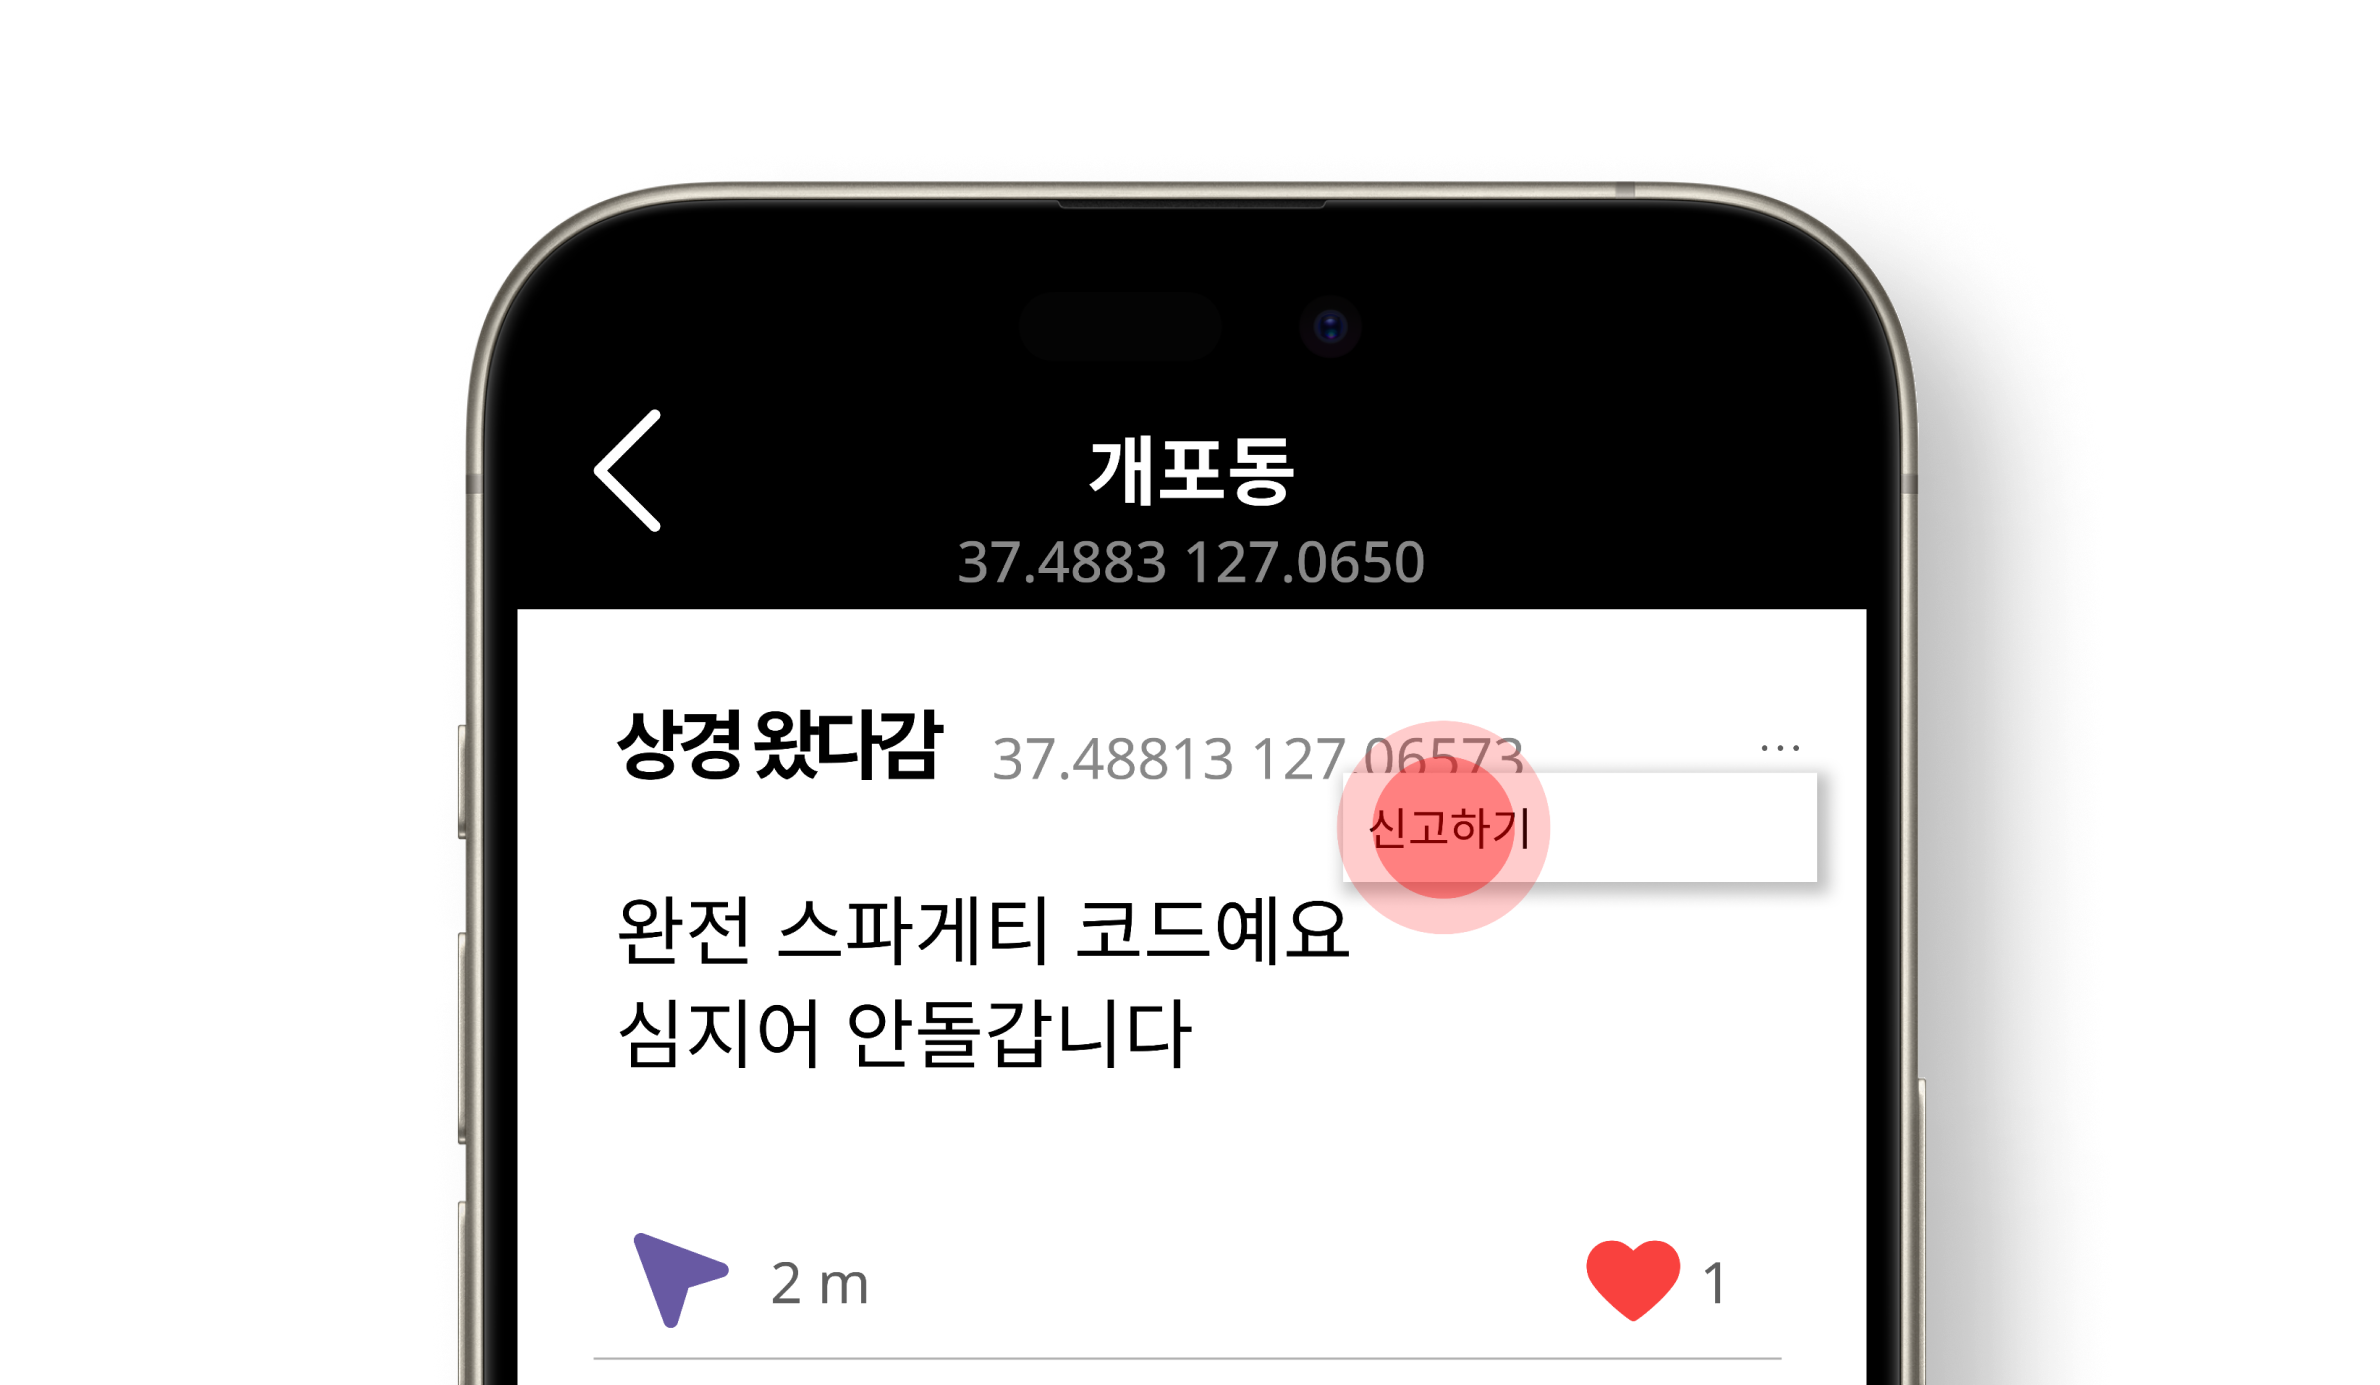 개포동
37.4883 127.0650
상경 왔다감 37.48813 127.06573 ...
신고하기
완전 스파게티 코드예요
심지어 안돌갑니다
2 m 1